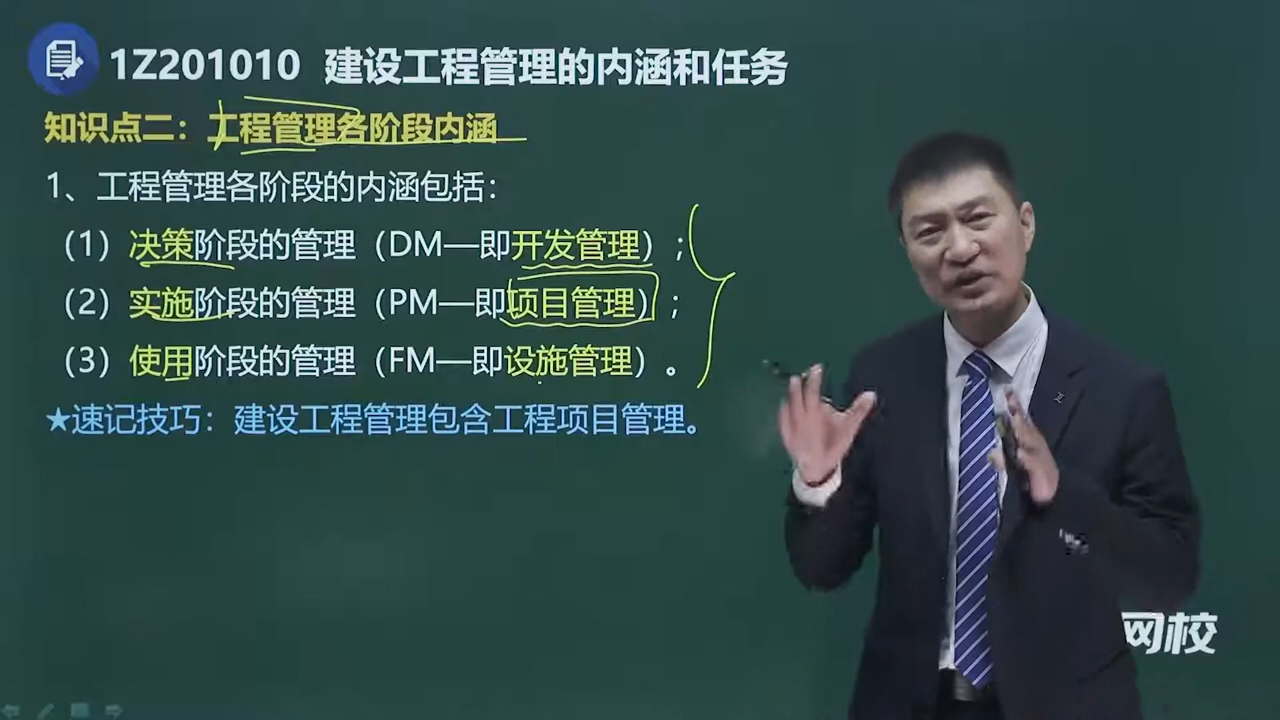 1Z201010 建设工程管理的内涵和任务
知识点二：工程管理各阶段内涵
1、工程管理各阶段的内涵包括：
（1）决策阶段的管理（DM—即开发管理）；
（2）实施阶段的管理（PM—即项目管理）；
（3）使用阶段的管理（FM—即设施管理）。
★速记技巧：建设工程管理包含工程项目管理。
网校